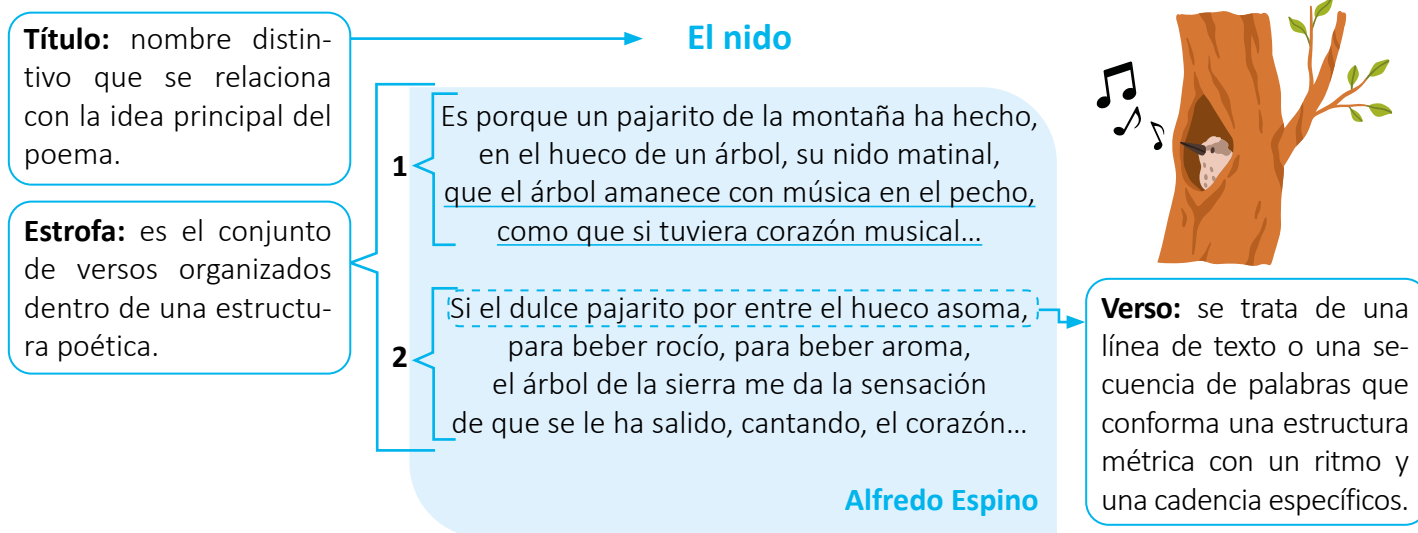 Título: nombre distin-
tivo que se relaciona
con la idea principal del
poema.
El nido
Estrofa: es el conjunto
de versos organizados
dentro de una estructu-
ra poética.
1
Es porque un pajarito de la montaña ha hecho,
en el hueco de un árbol, su nido matinal,
que el árbol amanece con música en el pecho,
como que si tuviera corazón musical...
2
Si el dulce pajarito por entre el hueco asoma,
para beber rocío, para beber aroma,
el árbol de la sierra me da la sensación
de que se le ha salido, cantando, el corazón...
Alfredo Espino
Verso: se trata de una
línea de texto o una se-
cuencia de palabras que
conforma una estructura
métrica con un ritmo y
una cadencia específicos.